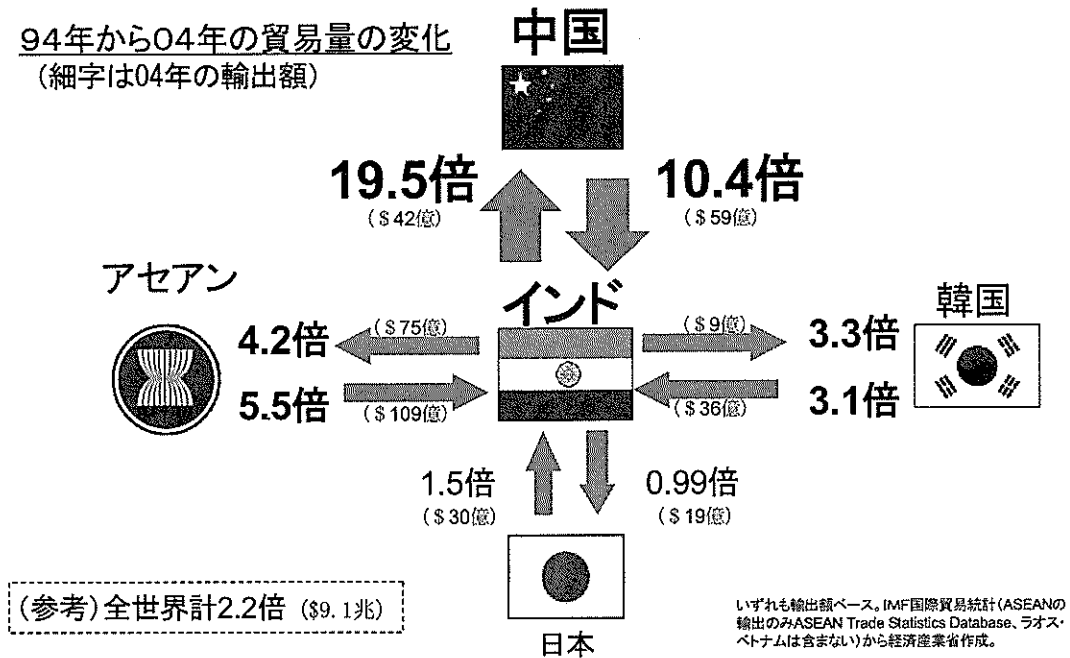 94年から04年の貿易量の変化
(細字は04年の輸出額)
中国
19.5倍
($42億)
10.4倍
($59億)
アセアン
インド
韓国
4.2倍
($75億)
($9億)
3.3倍
5.5倍
($109億)
($36億)
3.1倍
1.5倍
($30億)
0.99倍
($19億)
日本
(参考)全世界計2.2倍 ($9.1兆)
いずれも輸出額ベース。IMF国際貿易統計(ASEANの
輸出のみASEAN Trade Statistics Database、ラオス・
ベトナムは含まない)から経済産業省作成。